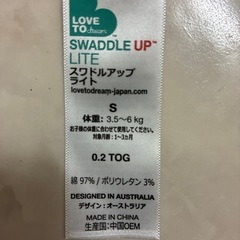 LOVE
TO dream
SWADDLE UP™
LITE
スワドルアップ
ライト
lovetodream-japan.com
S
体重: 3.5~6 kg
お子様の体重に合わせて使用してください。
対象月齢: 1~3ヵ月
0.2 TOG
綿 97% / ポリウレタン 3%
DESIGNED IN AUSTRALIA
デザイン: オーストラリア
MADE IN CHINA
生産国: 中国OEM